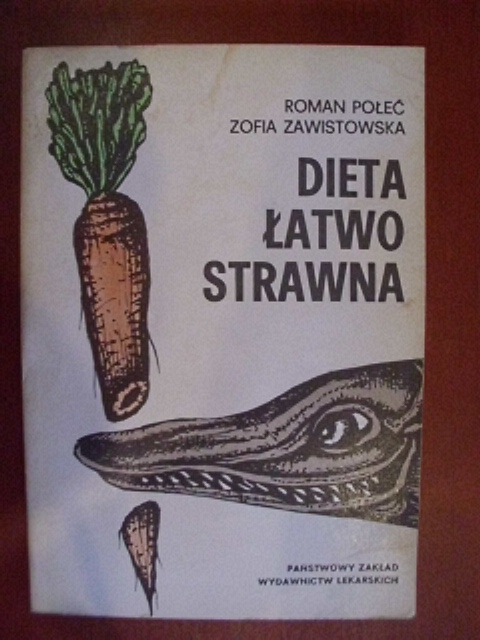 ROMAN POŁEĆ
ZOFIA ZAWISTOWSKA
DIETA
ŁATWO
STRAWNA
PAŃSTWOWY ZAKŁAD
WYDAWNICTW LEKARSKICH